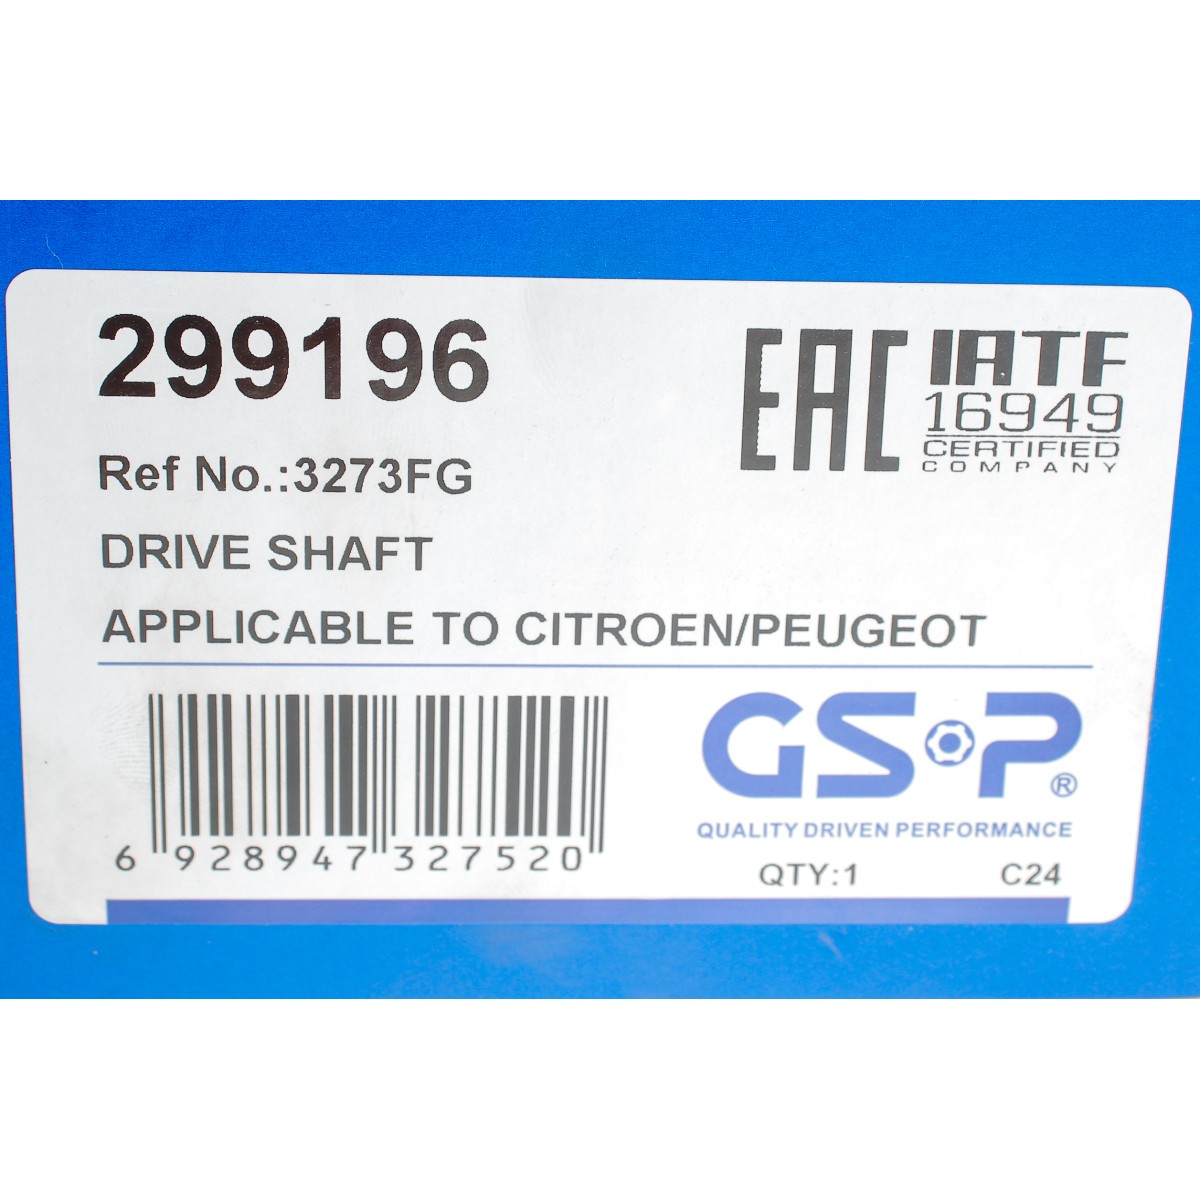 299196
EAC
IATF
16949
CERTIFIED
COMPANY
Ref No.:3273FG
DRIVE SHAFT
APPLICABLE TO CITROEN/PEUGEOT
6 928947 327520
GSP®
QUALITY DRIVEN PERFORMANCE
QTY:1 C24